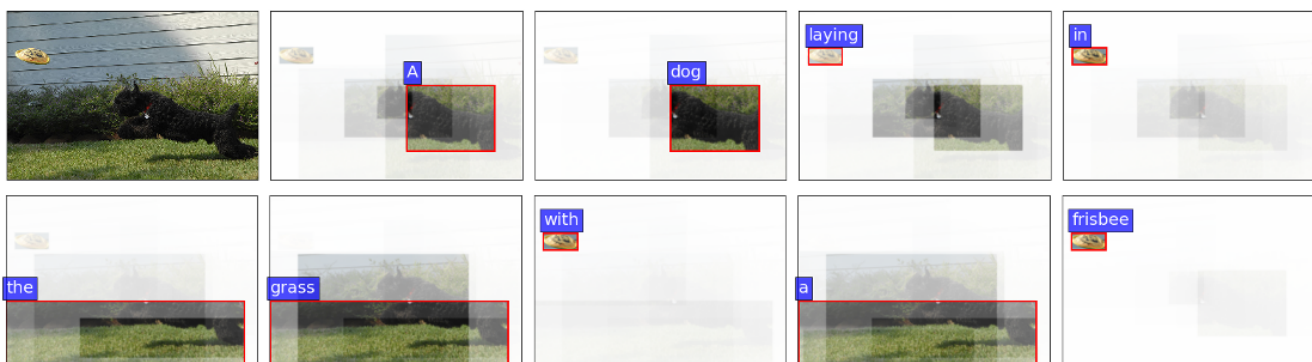 A
dog
laying
in
the
grass
with
a
frisbee